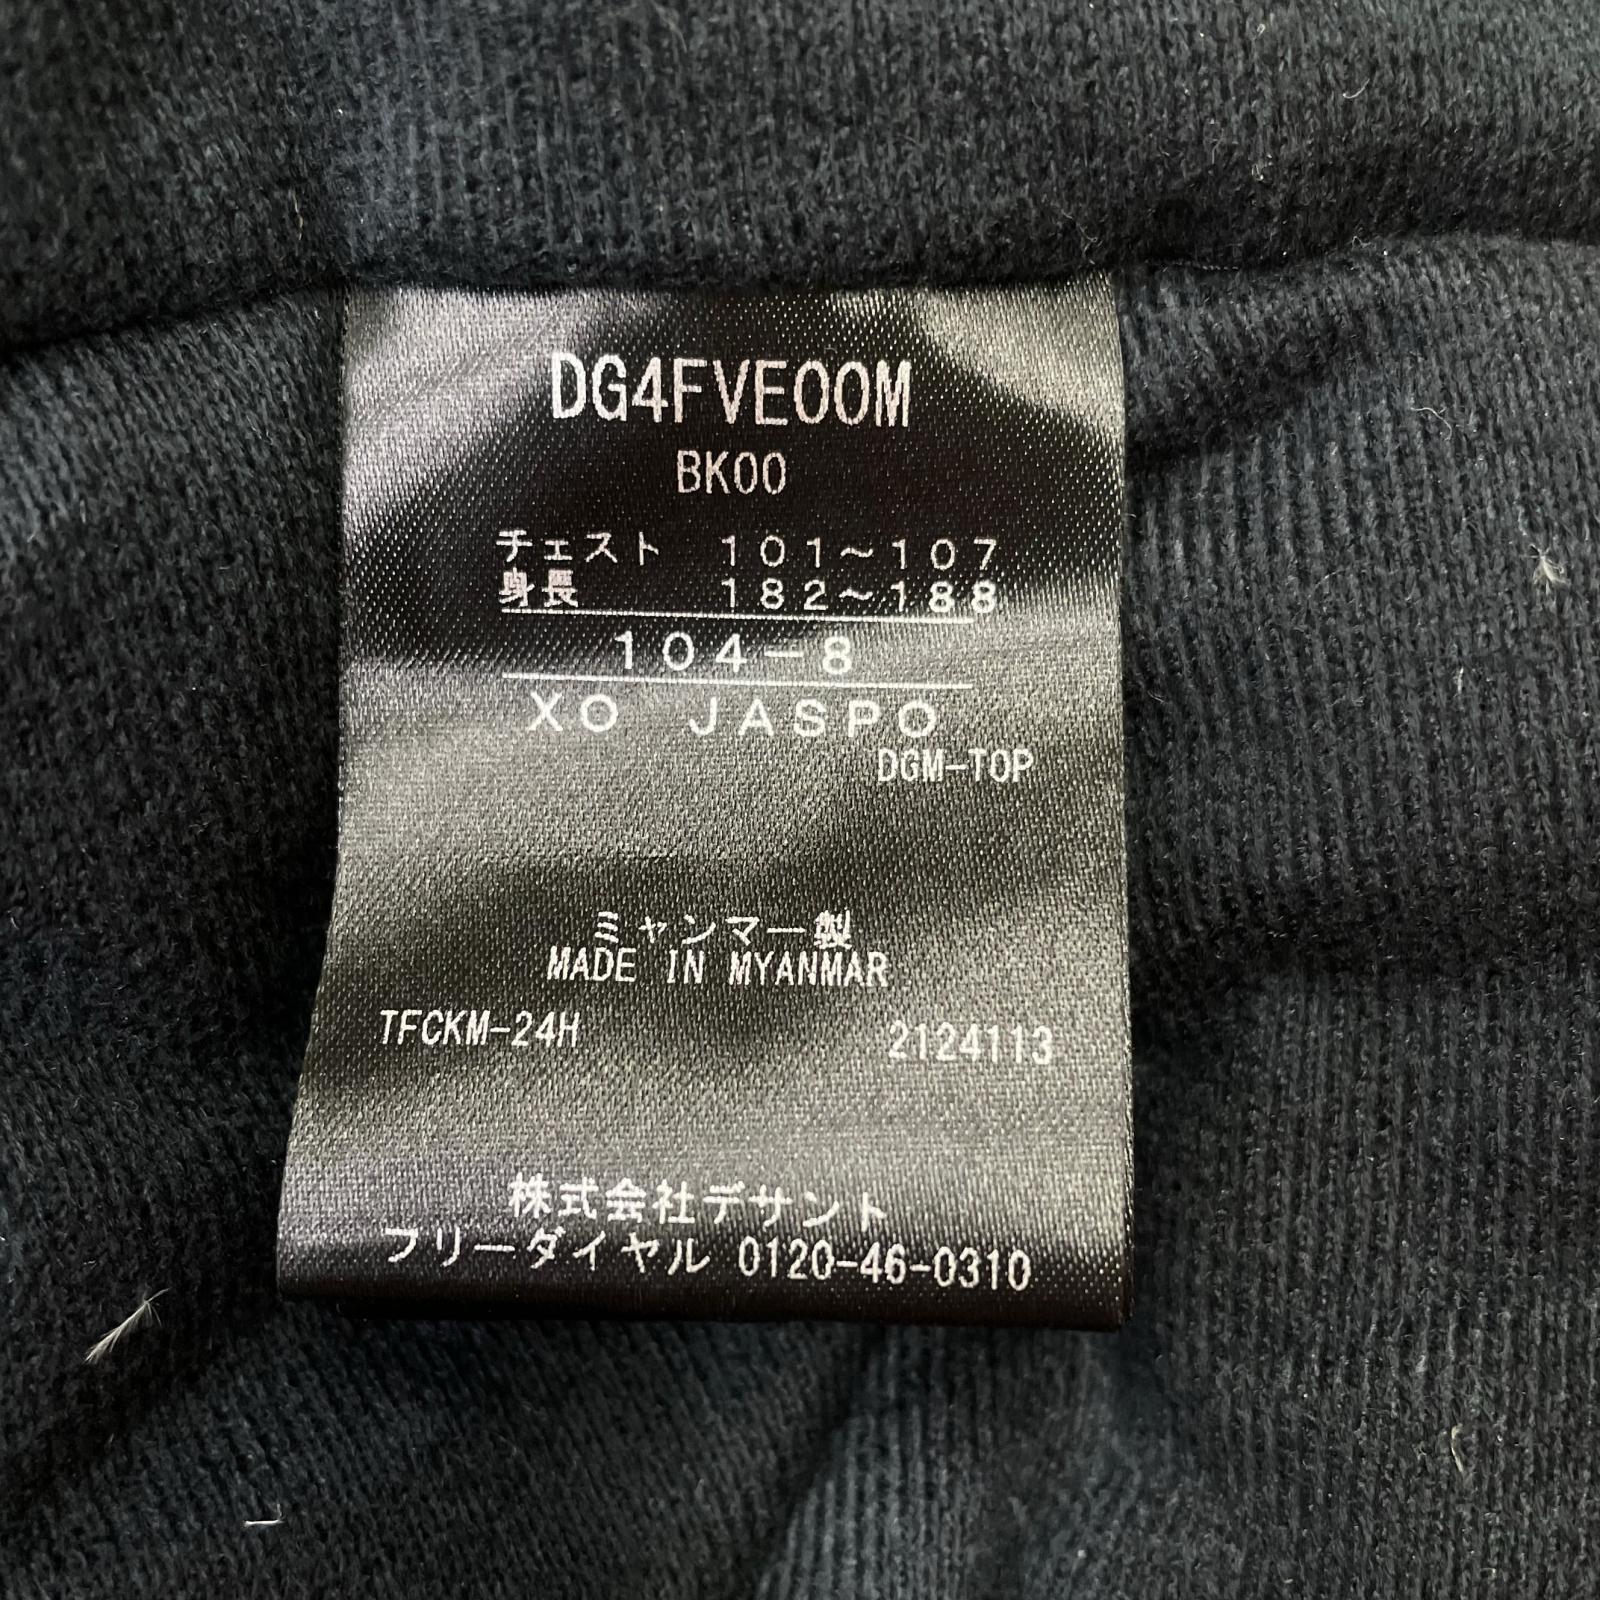 DG4FVE00M
BK00
チェスト 101～107
身長 182～188
104－8
XO JASPO
DGM-TOP
ミャンマー製
MADE IN MYANMAR
TFCKM-24H 2124113
株式会社デサント
フリーダイヤル 0120-46-0310